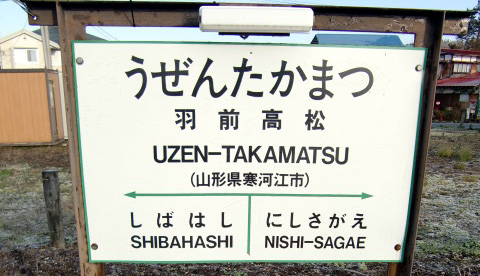 うぜんたかまつ
羽前高松
UZEN-TAKAMATSU
(山形県寒河江市)
しばはし にしさがえ
SHIBAHASHI NISHI-SAGAE